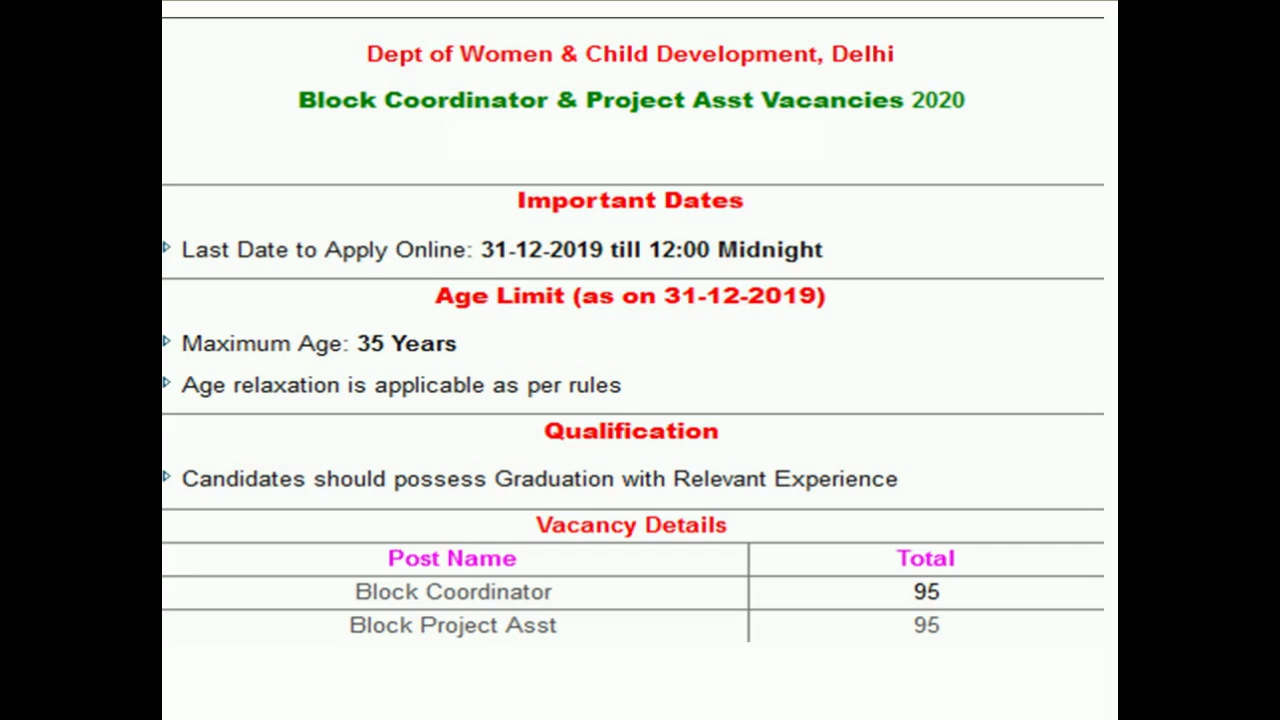 Dept of Women & Child Development, Delhi
Block Coordinator & Project Asst Vacancies 2020
Important Dates
Last Date to Apply Online: 31-12-2019 till 12:00 Midnight
Age Limit (as on 31-12-2019)
Maximum Age: 35 Years
Age relaxation is applicable as per rules
Qualification
Candidates should possess Graduation with Relevant Experience
Vacancy Details
Post Name Total
Block Coordinator 95
Block Project Asst 95